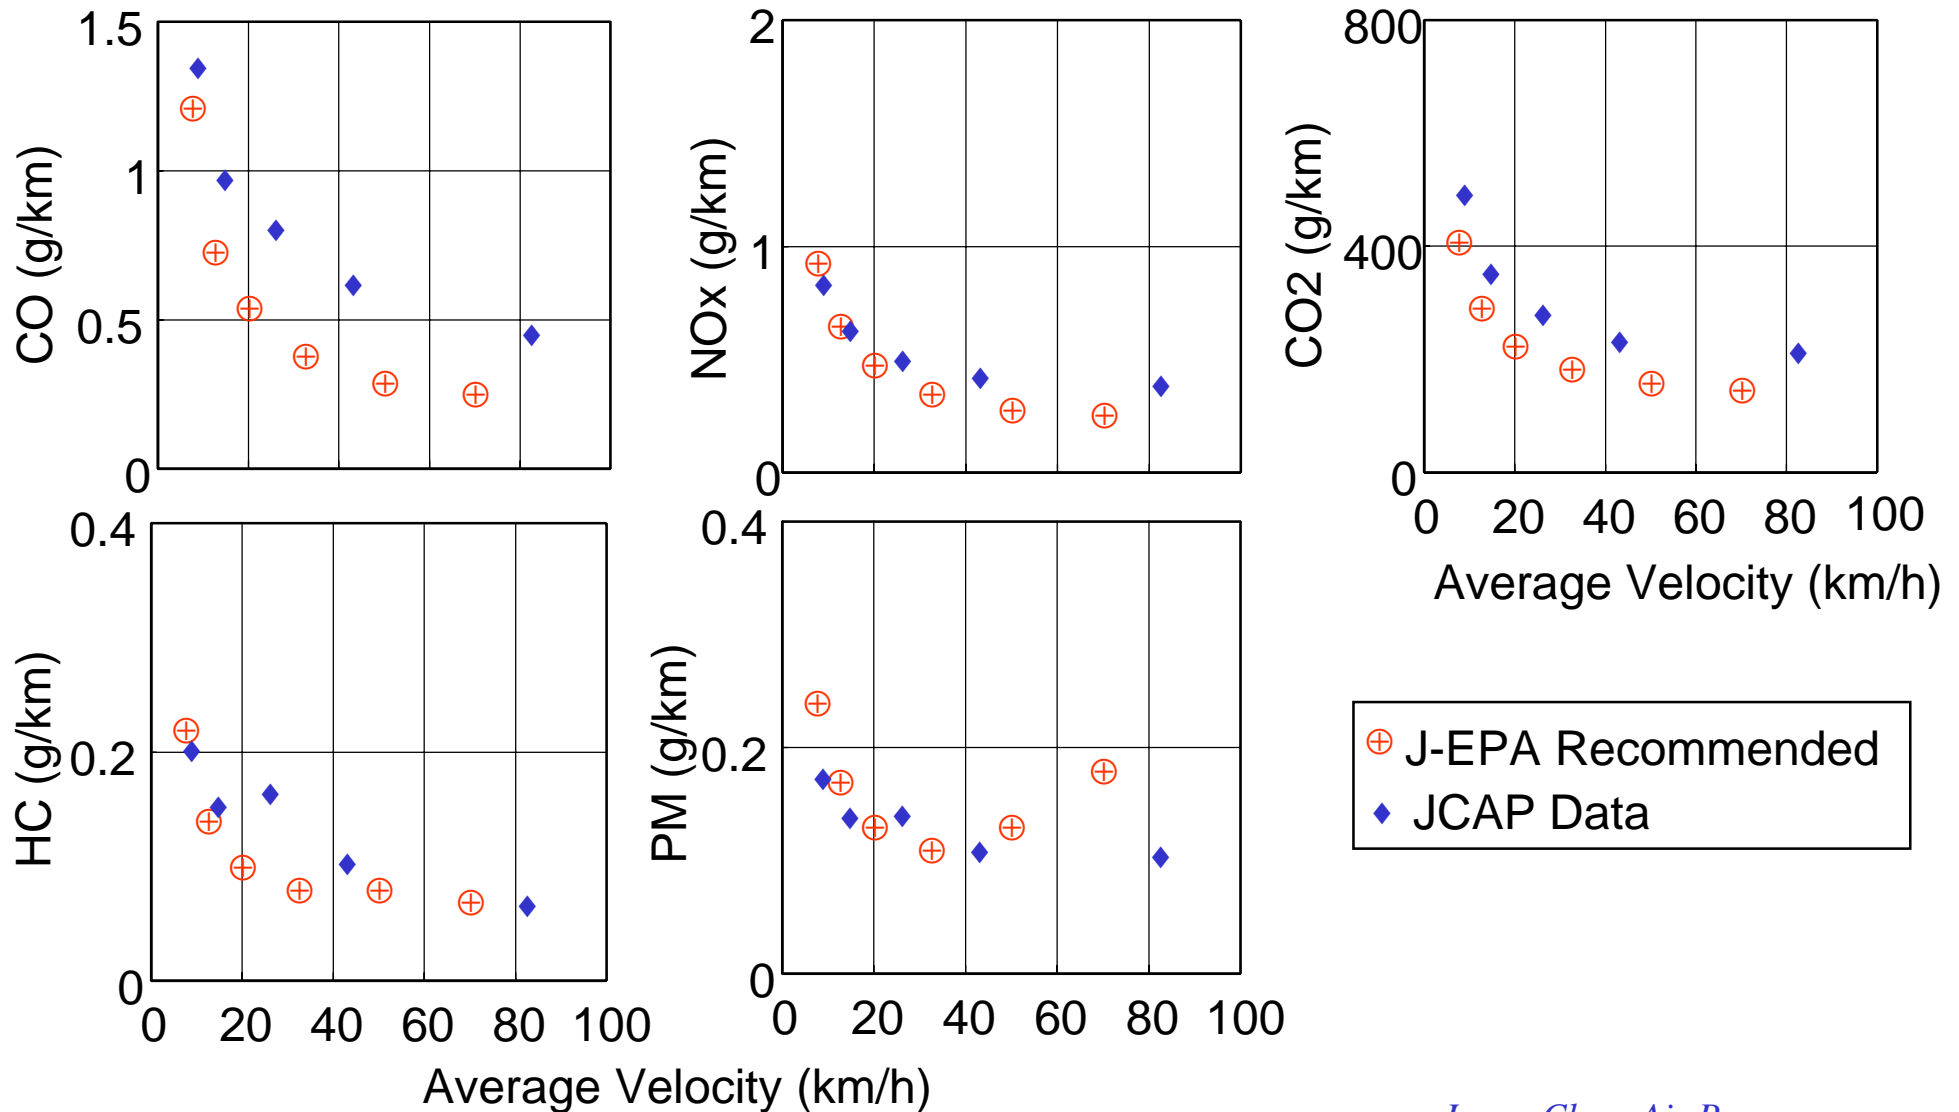 1.5
1
0.5
0
CO (g/km)
2
1
0
NOx (g/km)
800
400
0
CO2 (g/km)
0 20 40 60 80 100
Average Velocity (km/h)
0.4
0.2
0
HC (g/km)
0 20 40 60 80 100
0.4
0.2
0
PM (g/km)
0 20 40 60 80 100
Average Velocity (km/h)
J-EPA Recommended
JCAP Data